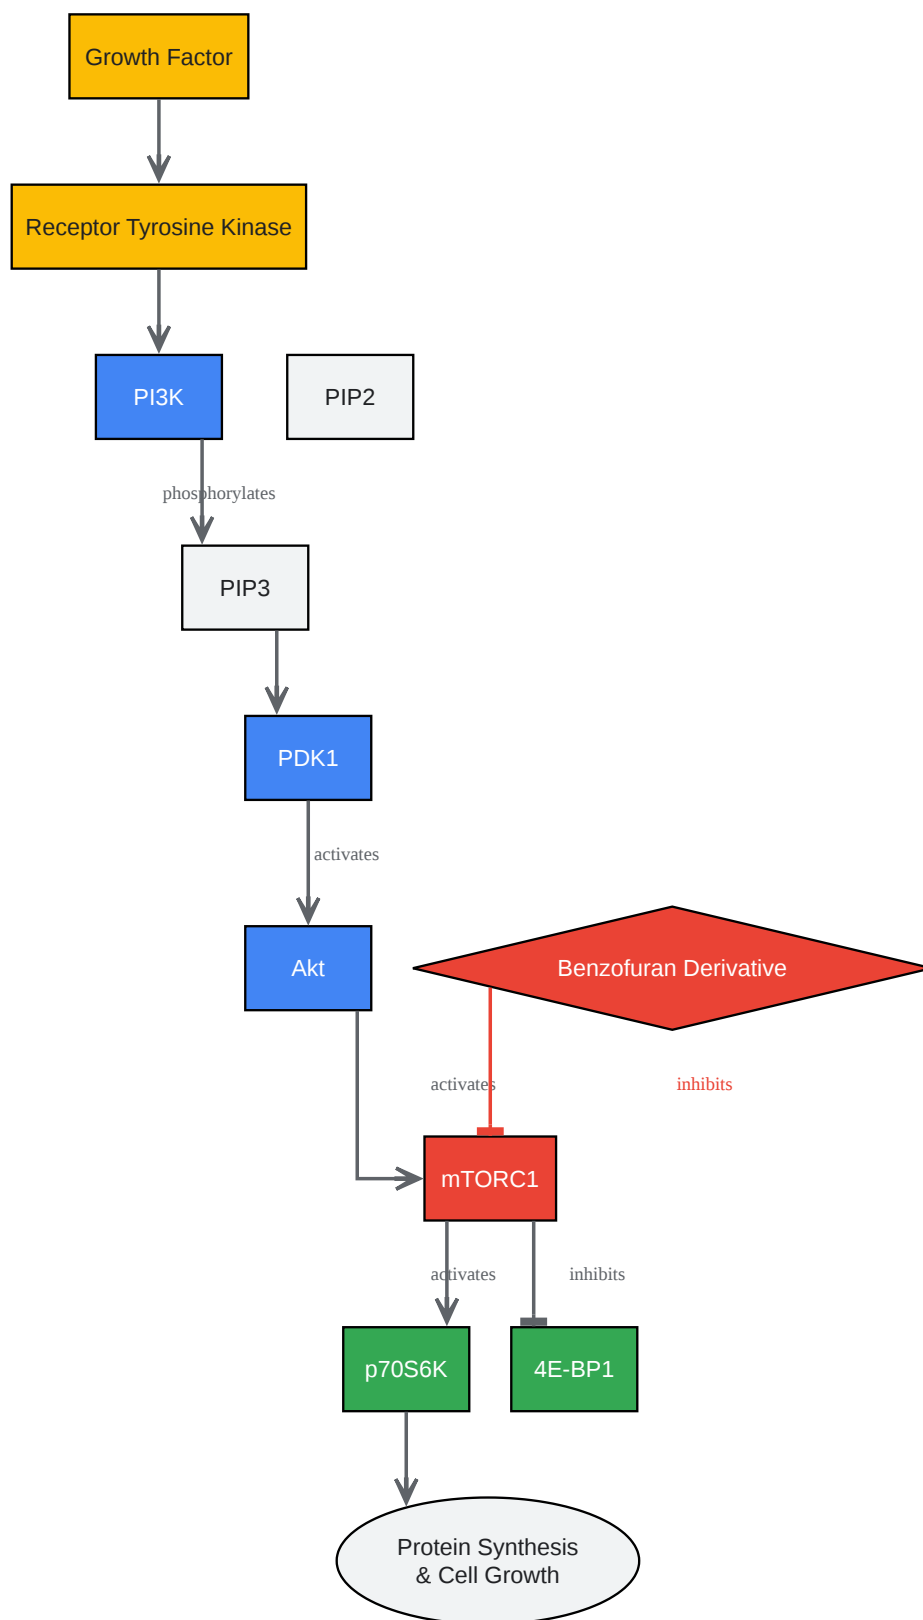 Growth Factor
Receptor Tyrosine Kinase
PI3K
PIP2
phosphorylates
PIP3
PDK1
activates
Akt
Benzofuran Derivative
activates
inhibits
mTORC1
activates
inhibits
p70S6K
4E-BP1
Protein Synthesis
& Cell Growth